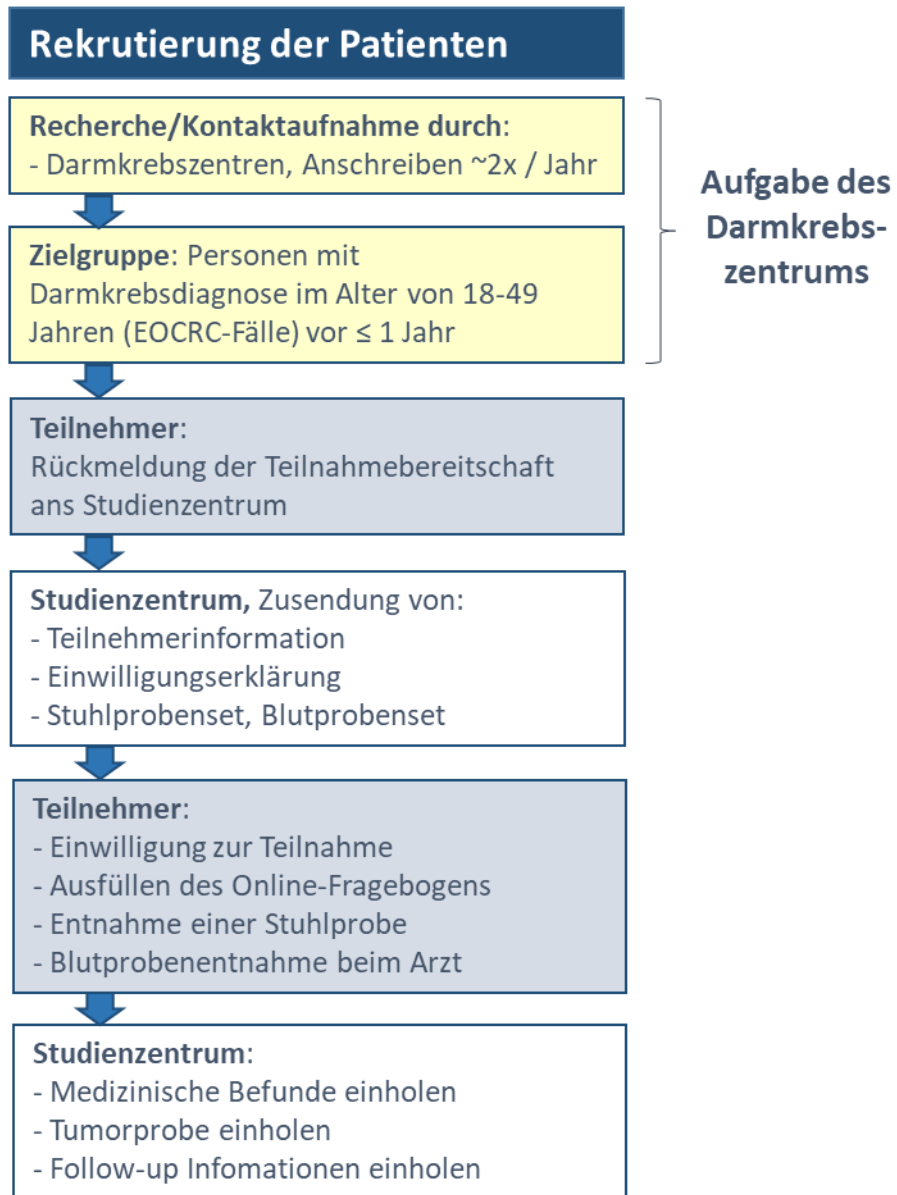 Rekrutierung der Patienten
Recherche/Kontaktaufnahme durch:
- Darmkrebszentren, Anschreiben ~2x / Jahr
Zielgruppe: Personen mit
Darmkrebsdiagnose im Alter von 18-49
Jahren (EOCRC-Fälle) vor ≤ 1 Jahr
Aufgabe des
Darmkrebs-
zentrums
Teilnehmer:
Rückmeldung der Teilnahmebereitschaft
ans Studienzentrum
Studienzentrum, Zusendung von:
- Teilnehmerinformation
- Einwilligungserklärung
- Stuhlprobenset, Blutprobenset
Teilnehmer:
- Einwilligung zur Teilnahme
- Ausfüllen des Online-Fragebogens
- Entnahme einer Stuhlprobe
- Blutprobenentnahme beim Arzt
Studienzentrum:
- Medizinische Befunde einholen
- Tumorprobe einholen
- Follow-up Infomationen einholen